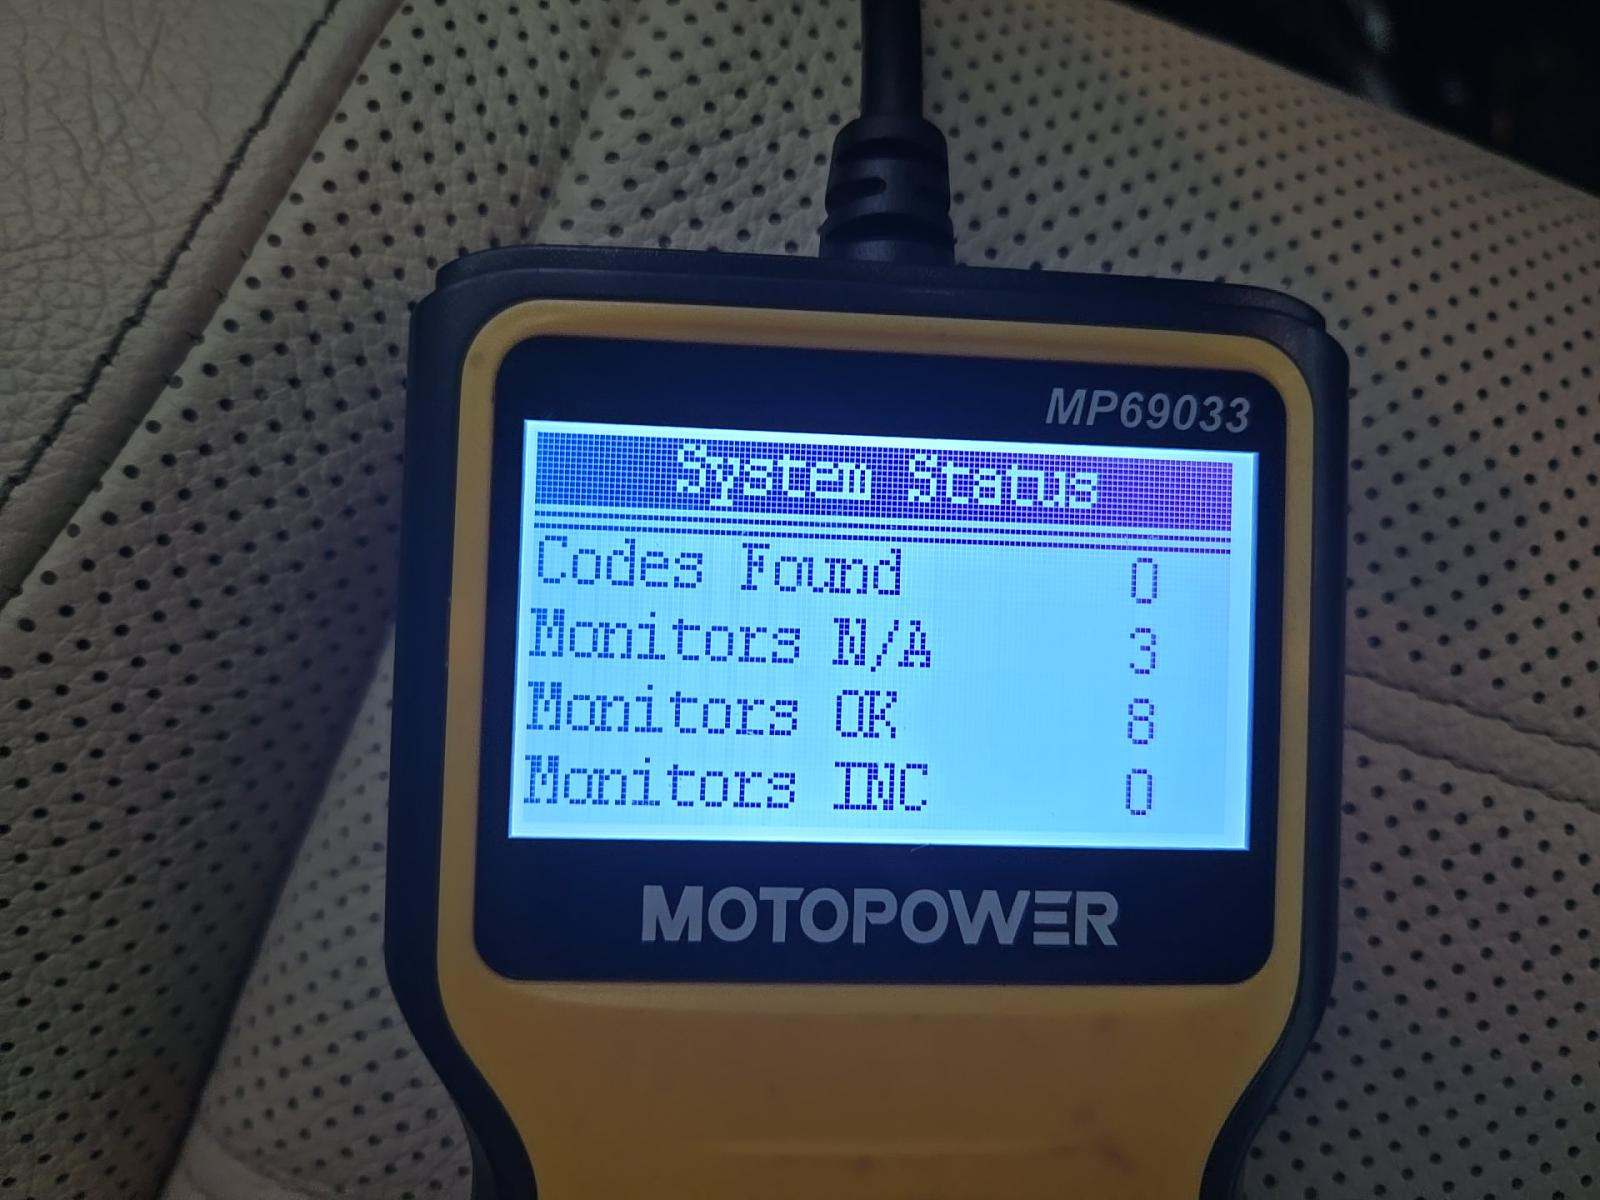 MP69033
System Status
Codes Found 0
Monitors N/A 3
Monitors OK 8
Monitors INC 0
MOTOPOWER